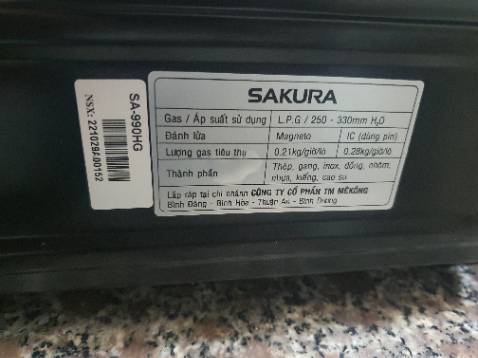 SA-990HG
NSX: 221029A00152
SAKURA
Gas / Áp suất sử dụng L.P.G / 250 - 330mm H₂O
Đánh lửa Magneto IC (dùng pin)
Lượng gas tiêu thụ 0.21kg/giờ/lò 0.28kg/giờ/lò
Thành phần Thép, gang, inox, đồng, nhôm,
nhựa, kiếng, cao su
Lắp ráp tại chi nhánh CÔNG TY CỔ PHẦN TM MÊKÔNG
Bình Đáng - Bình Hòa - Thuận An - Bình Dương